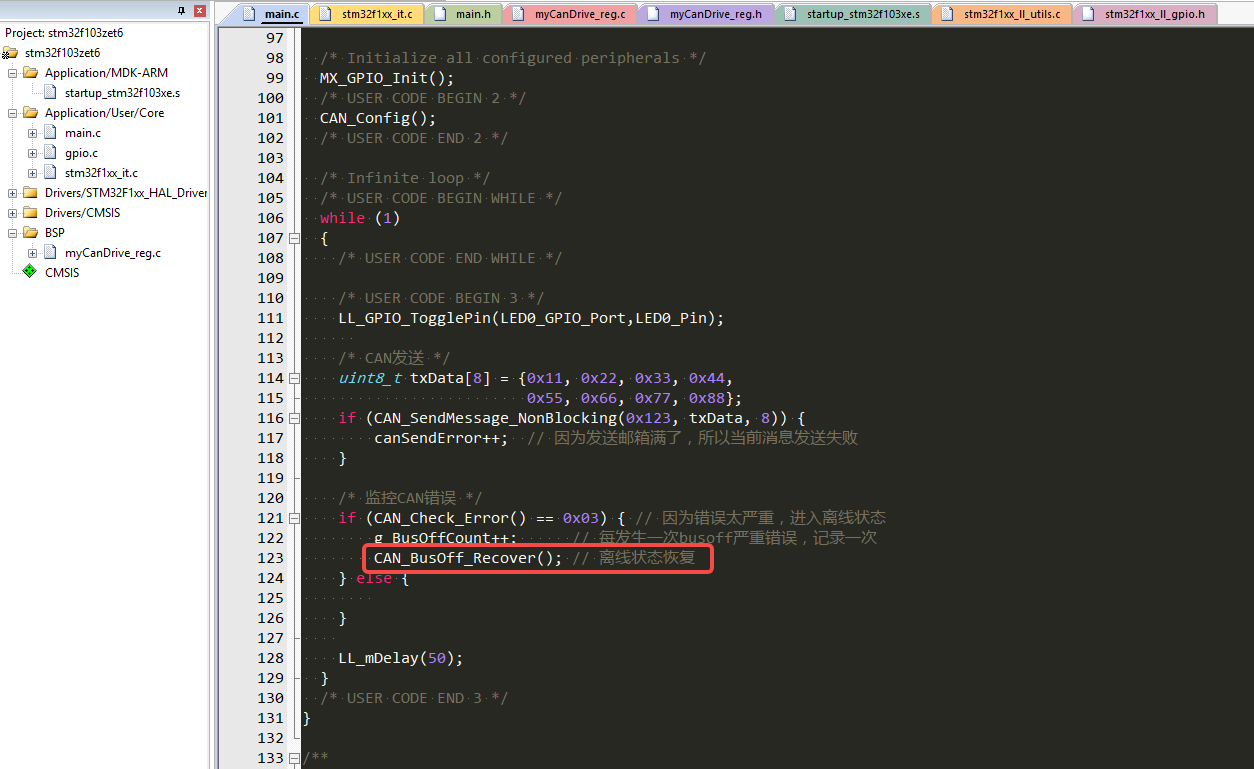 main.c
stm32f1xx_it.c
main.h
myCanDrive_reg.c
myCanDrive_reg.h
startup_stm32f103xe.s
stm32f1xx_ll_utils.c
stm32f1xx_ll_gpio.h
Project: stm32f103zet6
stm32f103zet6
Application/MDK-ARM
startup_stm32f103xe.s
Application/User/Core
main.c
gpio.c
stm32f1xx_it.c
Drivers/STM32F1xx_HAL_Driver
Drivers/CMSIS
BSP
myCanDrive_reg.c
CMSIS
97
98 /* Initialize all configured peripherals */
99 MX_GPIO_Init();
100 /* USER CODE BEGIN 2 */
101 CAN_Config();
102 /* USER CODE END 2 */
103
104 /* Infinite loop */
105 /* USER CODE BEGIN WHILE */
106 while (1)
107 {
108 /* USER CODE END WHILE */
109
110 /* USER CODE BEGIN 3 */
111 LL_GPIO_TogglePin(LED0_GPIO_Port,LED0_Pin);
112
113 /* CAN发送 */
114 uint8_t txData[8] = {0x11, 0x22, 0x33, 0x44,
115 0x55, 0x66, 0x77, 0x88};
116 if (CAN_SendMessage_NonBlocking(0x123, txData, 8)) {
117 canSendError++; // 因为发送邮箱满了，所以当前消息发送失败
118 }
119
120 /* 监控CAN错误 */
121 if (CAN_Check_Error() == 0x03) { // 因为错误太严重，进入离线状态
122 g_BusOffCount++; // 每发生一次busoff严重错误，记录一次
123 CAN_BusOff_Recover(); // 离线状态恢复
124 } else {
125
126 }
127
128 LL_mDelay(50);
129 }
130 /* USER CODE END 3 */
131 }
132
133 /**